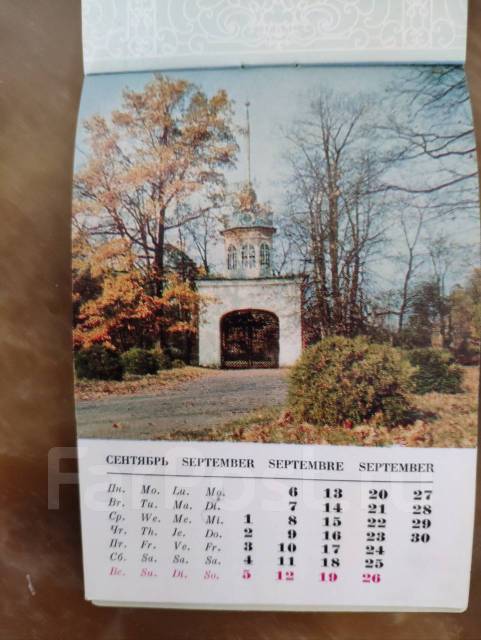 СЕНТЯБРЬ SEPTEMBER SEPTEMBRE SEPTEMBER
Пн. Mo. Lu. Mo. 6 13 20 27
Вт. Tu. Ma. Di. 7 14 21 28
Ср. We. Me. Mi. 1 8 15 22 29
Чт. Th. Je. Do. 2 9 16 23 30
Пт. Fr. Ve. Fr. 3 10 17 24
Сб. Sa. Sa. Sa. 4 11 18 25
Вс. Su. Di. So. 5 12 19 26
FarPost.ru